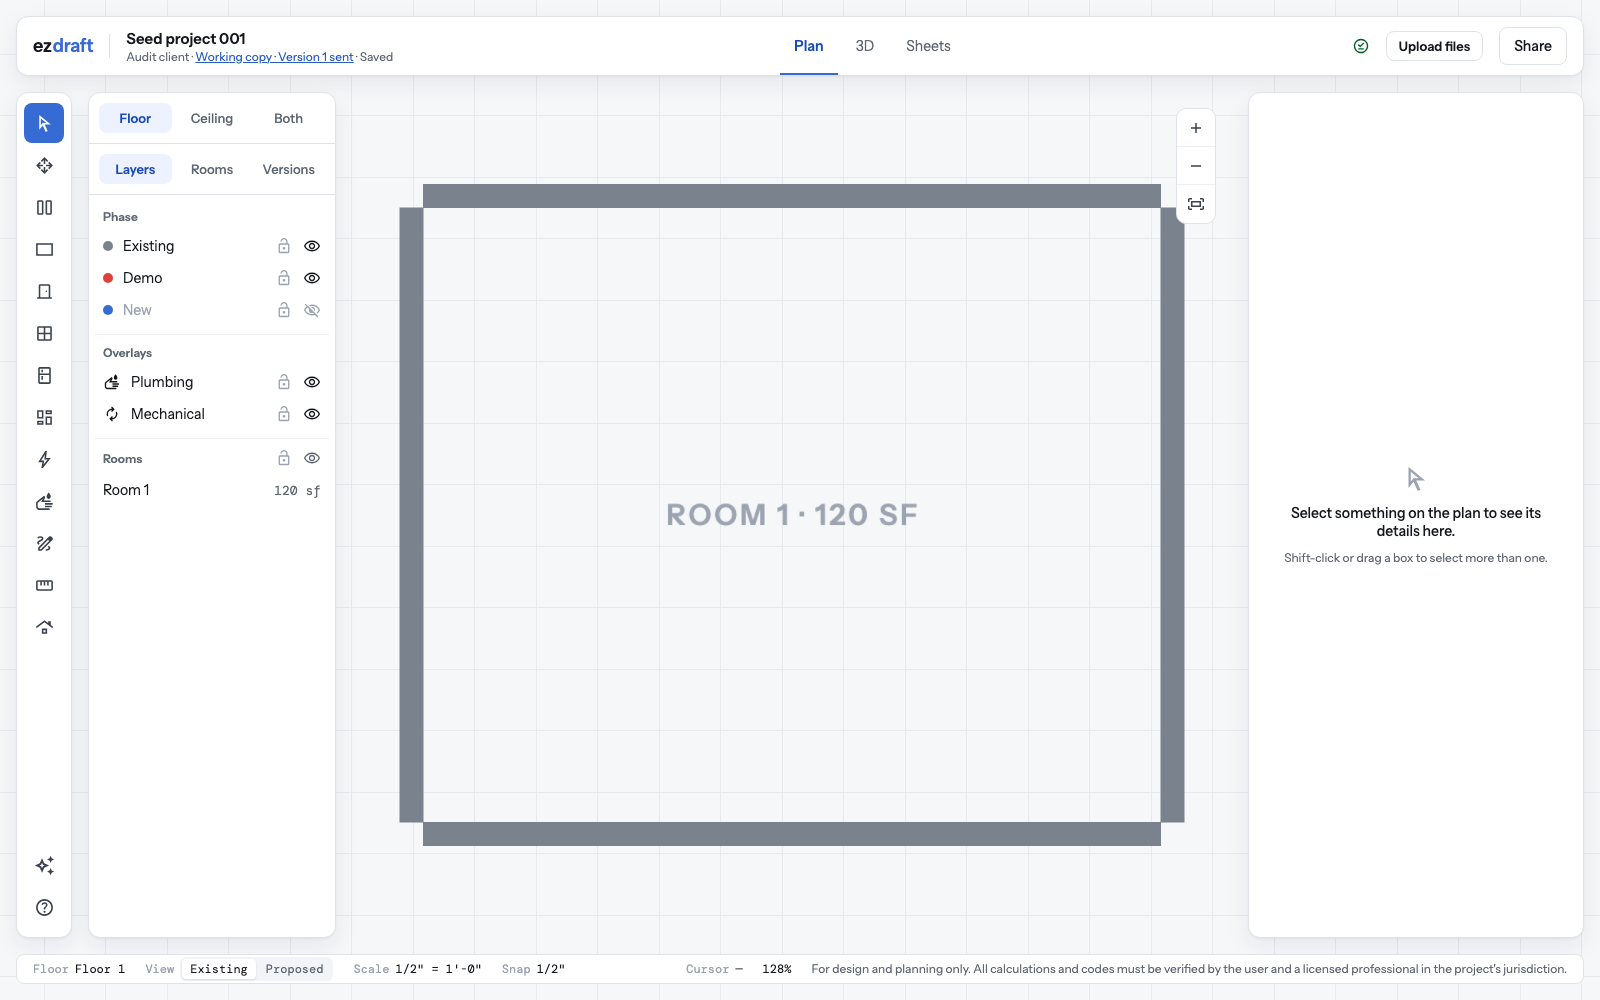 ezdraft
Seed project 001
Audit client · Working copy · Version 1 sent · Saved
Plan
3D
Sheets
Upload files
Share
Floor
Ceiling
Both
Layers
Rooms
Versions
Phase
Existing
Demo
New
Overlays
Plumbing
Mechanical
Rooms
Room 1 120 sf
ROOM 1 · 120 SF
Select something on the plan to see its
details here.
Shift-click or drag a box to select more than one.
Floor Floor 1 View Existing Proposed Scale 1/2" = 1'-0" Snap 1/2" Cursor — 128% For design and planning only. All calculations and codes must be verified by the user and a licensed professional in the project's jurisdiction.